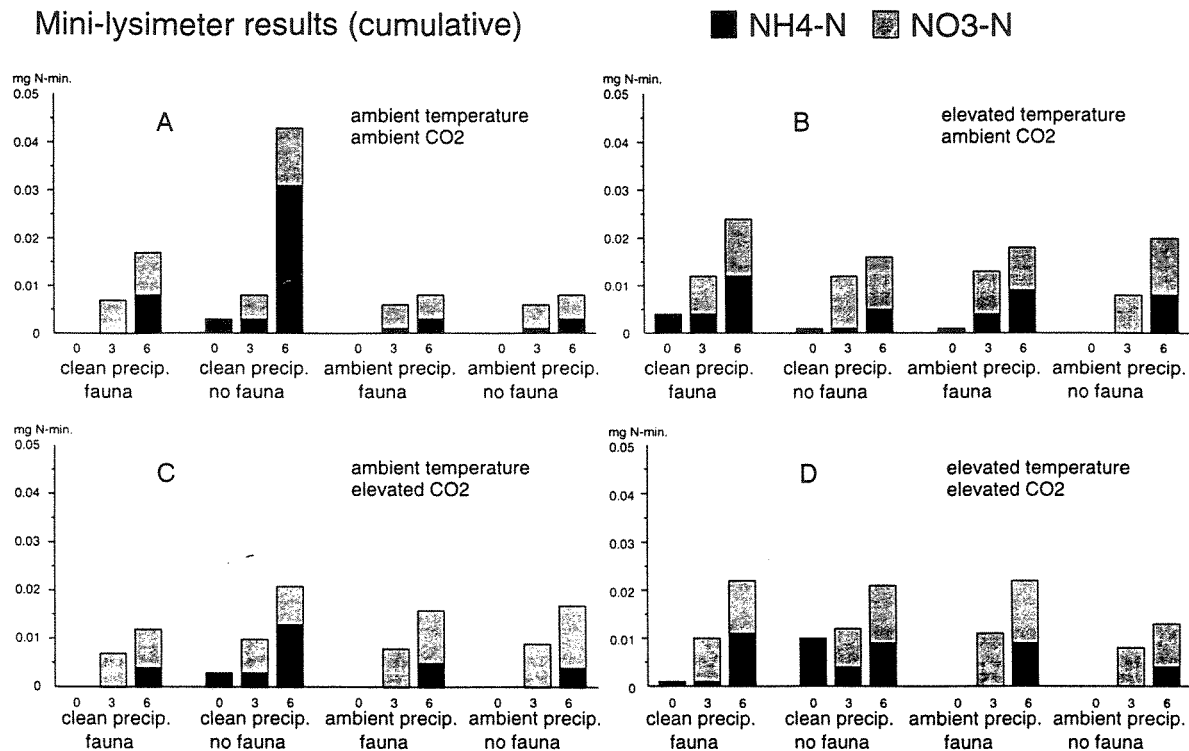 Mini-lysimeter results (cumulative)
NH4-N NO3-N
mg N-min.
0.05
0.04
0.03
0.02
0.01
0
A
ambient temperature
ambient CO2
0 3 6 0 3 6 0 3 6 0 3 6
clean precip. clean precip. ambient precip. ambient precip.
fauna no fauna fauna no fauna
mg N-min.
0.05
0.04
0.03
0.02
0.01
0
B
elevated temperature
ambient CO2
0 3 6 0 3 6 0 3 6 0 3 6
clean precip. clean precip. ambient precip. ambient precip.
fauna no fauna fauna no fauna
mg N-min.
0.05
0.04
0.03
0.02
0.01
0
C
ambient temperature
elevated CO2
0 3 6 0 3 6 0 3 6 0 3 6
clean precip. clean precip. ambient precip. ambient precip.
fauna no fauna fauna no fauna
mg N-min.
0.05
0.04
0.03
0.02
0.01
0
D
elevated temperature
elevated CO2
0 3 6 0 3 6 0 3 6 0 3 6
clean precip. clean precip. ambient precip. ambient precip.
fauna no fauna fauna no fauna